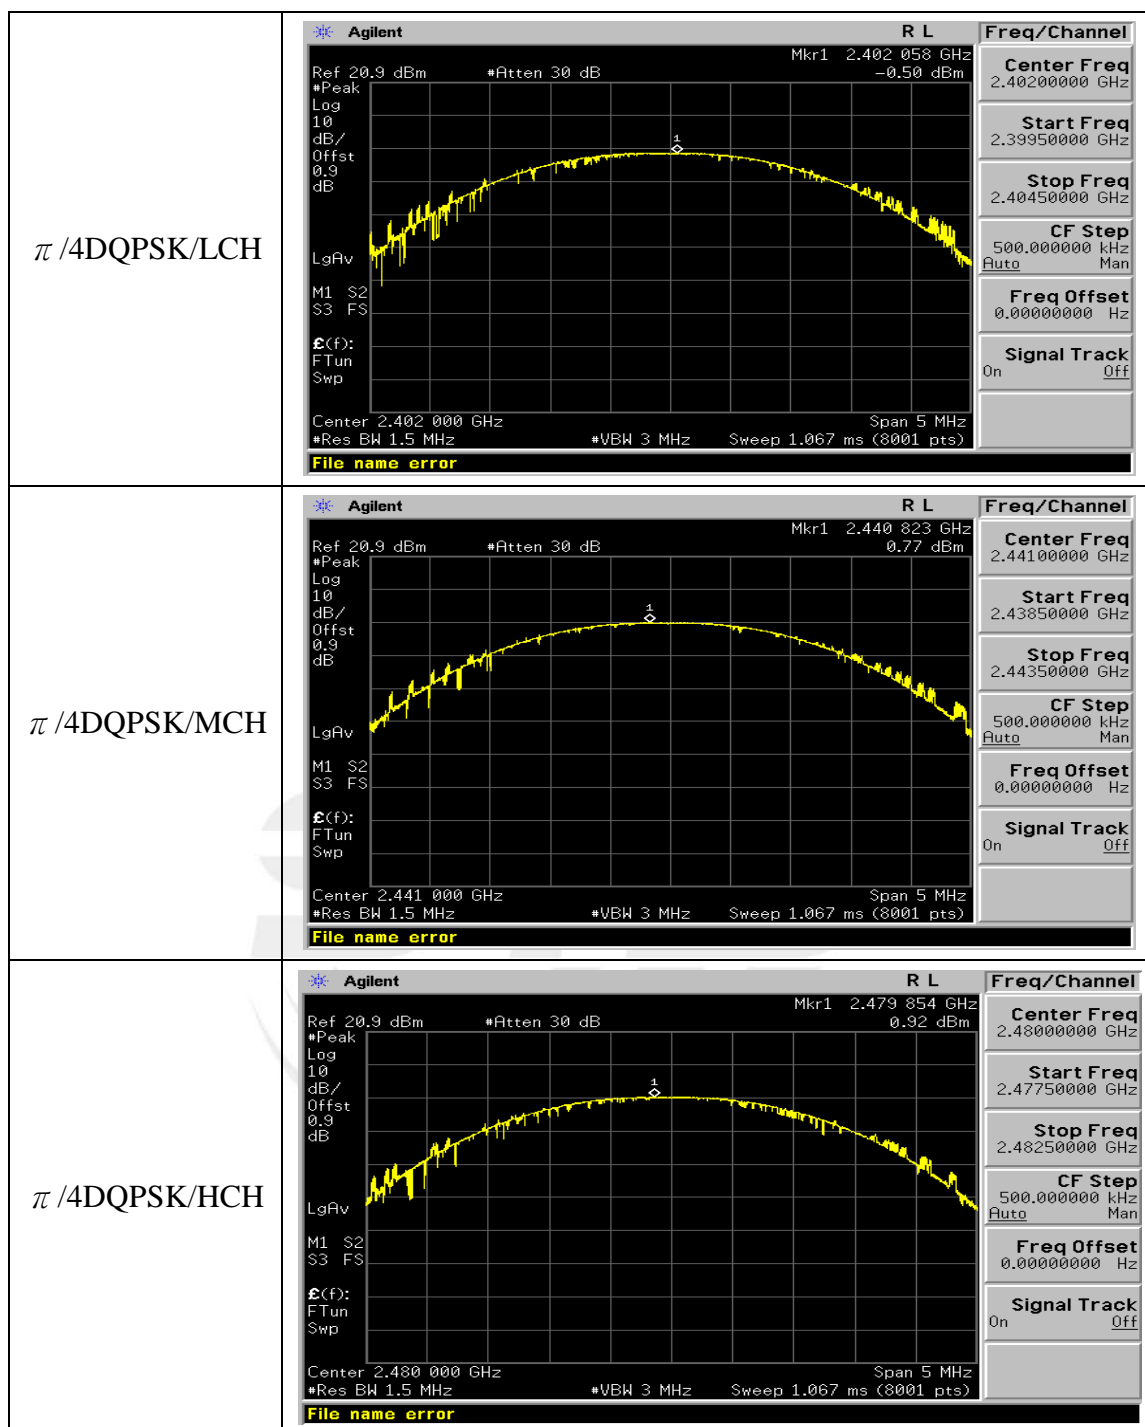 π/4DQPSK/LCH
Agilent R L
Mkr1 2.402 058 GHz
Ref 20.9 dBm #Atten 30 dB -0.50 dBm
#Peak
Log
10
dB/
Offst
0.9
dB
1
LgAv
M1 S2
S3 FS
£(f):
FTun
Swp
Center 2.402 000 GHz Span 5 MHz
#Res BW 1.5 MHz #VBW 3 MHz Sweep 1.067 ms (8001 pts)
File name error
Freq/Channel
Center Freq
2.40200000 GHz
Start Freq
2.39950000 GHz
Stop Freq
2.40450000 GHz
CF Step
500.000000 kHz
Auto Man
Freq Offset
0.00000000 Hz
Signal Track
On Off
π/4DQPSK/MCH
Agilent R L
Mkr1 2.440 823 GHz
Ref 20.9 dBm #Atten 30 dB 0.77 dBm
#Peak
Log
10
dB/
Offst
0.9
dB
1
LgAv
M1 S2
S3 FS
£(f):
FTun
Swp
Center 2.441 000 GHz Span 5 MHz
#Res BW 1.5 MHz #VBW 3 MHz Sweep 1.067 ms (8001 pts)
File name error
Freq/Channel
Center Freq
2.44100000 GHz
Start Freq
2.43850000 GHz
Stop Freq
2.44350000 GHz
CF Step
500.000000 kHz
Auto Man
Freq Offset
0.00000000 Hz
Signal Track
On Off
π/4DQPSK/HCH
Agilent R L
Mkr1 2.479 854 GHz
Ref 20.9 dBm #Atten 30 dB 0.92 dBm
#Peak
Log
10
dB/
Offst
0.9
dB
1
LgAv
M1 S2
S3 FS
£(f):
FTun
Swp
Center 2.480 000 GHz Span 5 MHz
#Res BW 1.5 MHz #VBW 3 MHz Sweep 1.067 ms (8001 pts)
File name error
Freq/Channel
Center Freq
2.48000000 GHz
Start Freq
2.47750000 GHz
Stop Freq
2.48250000 GHz
CF Step
500.000000 kHz
Auto Man
Freq Offset
0.00000000 Hz
Signal Track
On Off